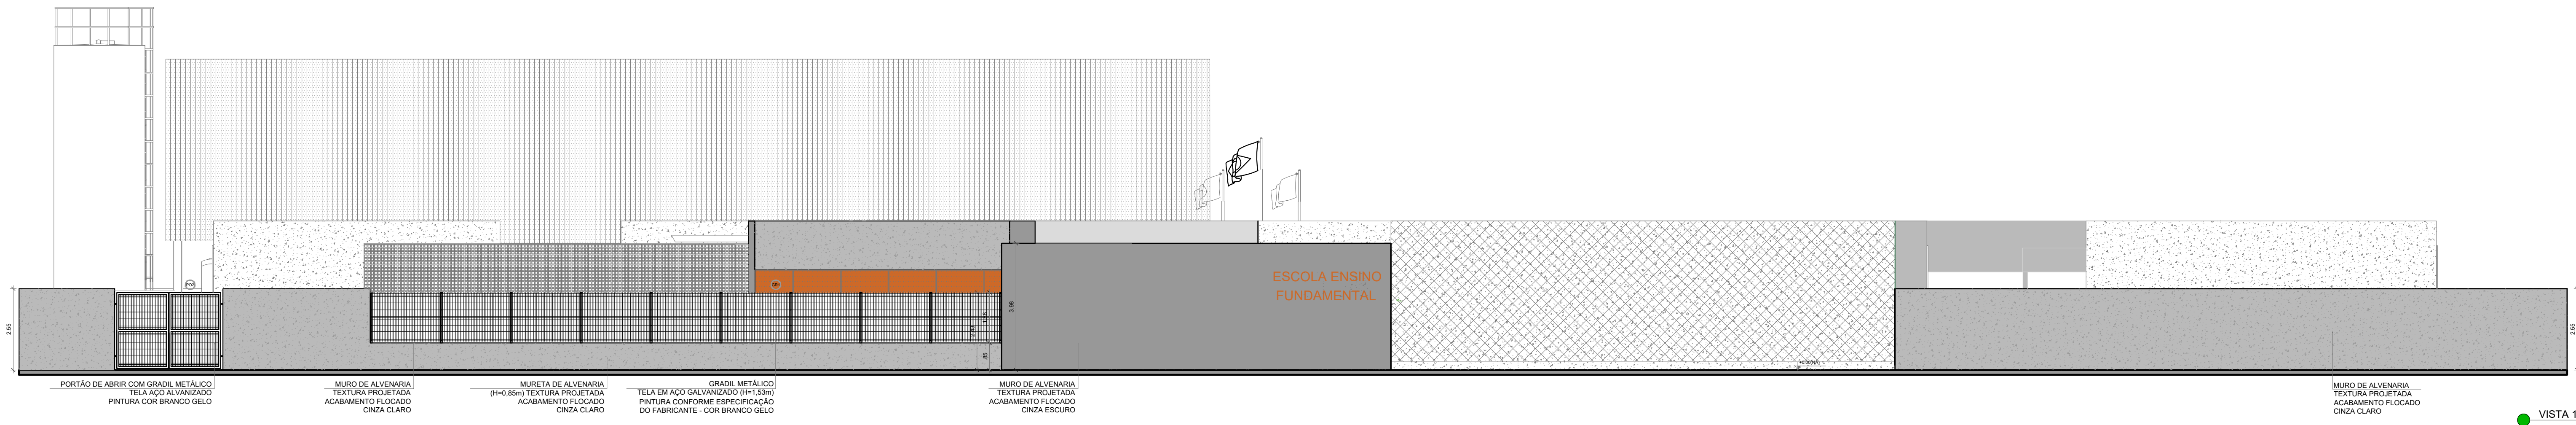 ESCOLA ENSINO
FUNDAMENTAL
2.55
2.43
1.58
.85
3.98
2.55
PORTÃO DE ABRIR COM GRADIL METÁLICO
TELA AÇO ALVANIZADO
PINTURA COR BRANCO GELO
MURO DE ALVENARIA
TEXTURA PROJETADA
ACABAMENTO FLOCADO
CINZA CLARO
MURETA DE ALVENARIA
(H=0,85m) TEXTURA PROJETADA
ACABAMENTO FLOCADO
CINZA CLARO
GRADIL METÁLICO
TELA EM AÇO GALVANIZADO (H=1,53m)
PINTURA CONFORME ESPECIFICAÇÃO
DO FABRICANTE - COR BRANCO GELO
MURO DE ALVENARIA
TEXTURA PROJETADA
ACABAMENTO FLOCADO
CINZA ESCURO
MURO DE ALVENARIA
TEXTURA PROJETADA
ACABAMENTO FLOCADO
CINZA CLARO
VISTA 1